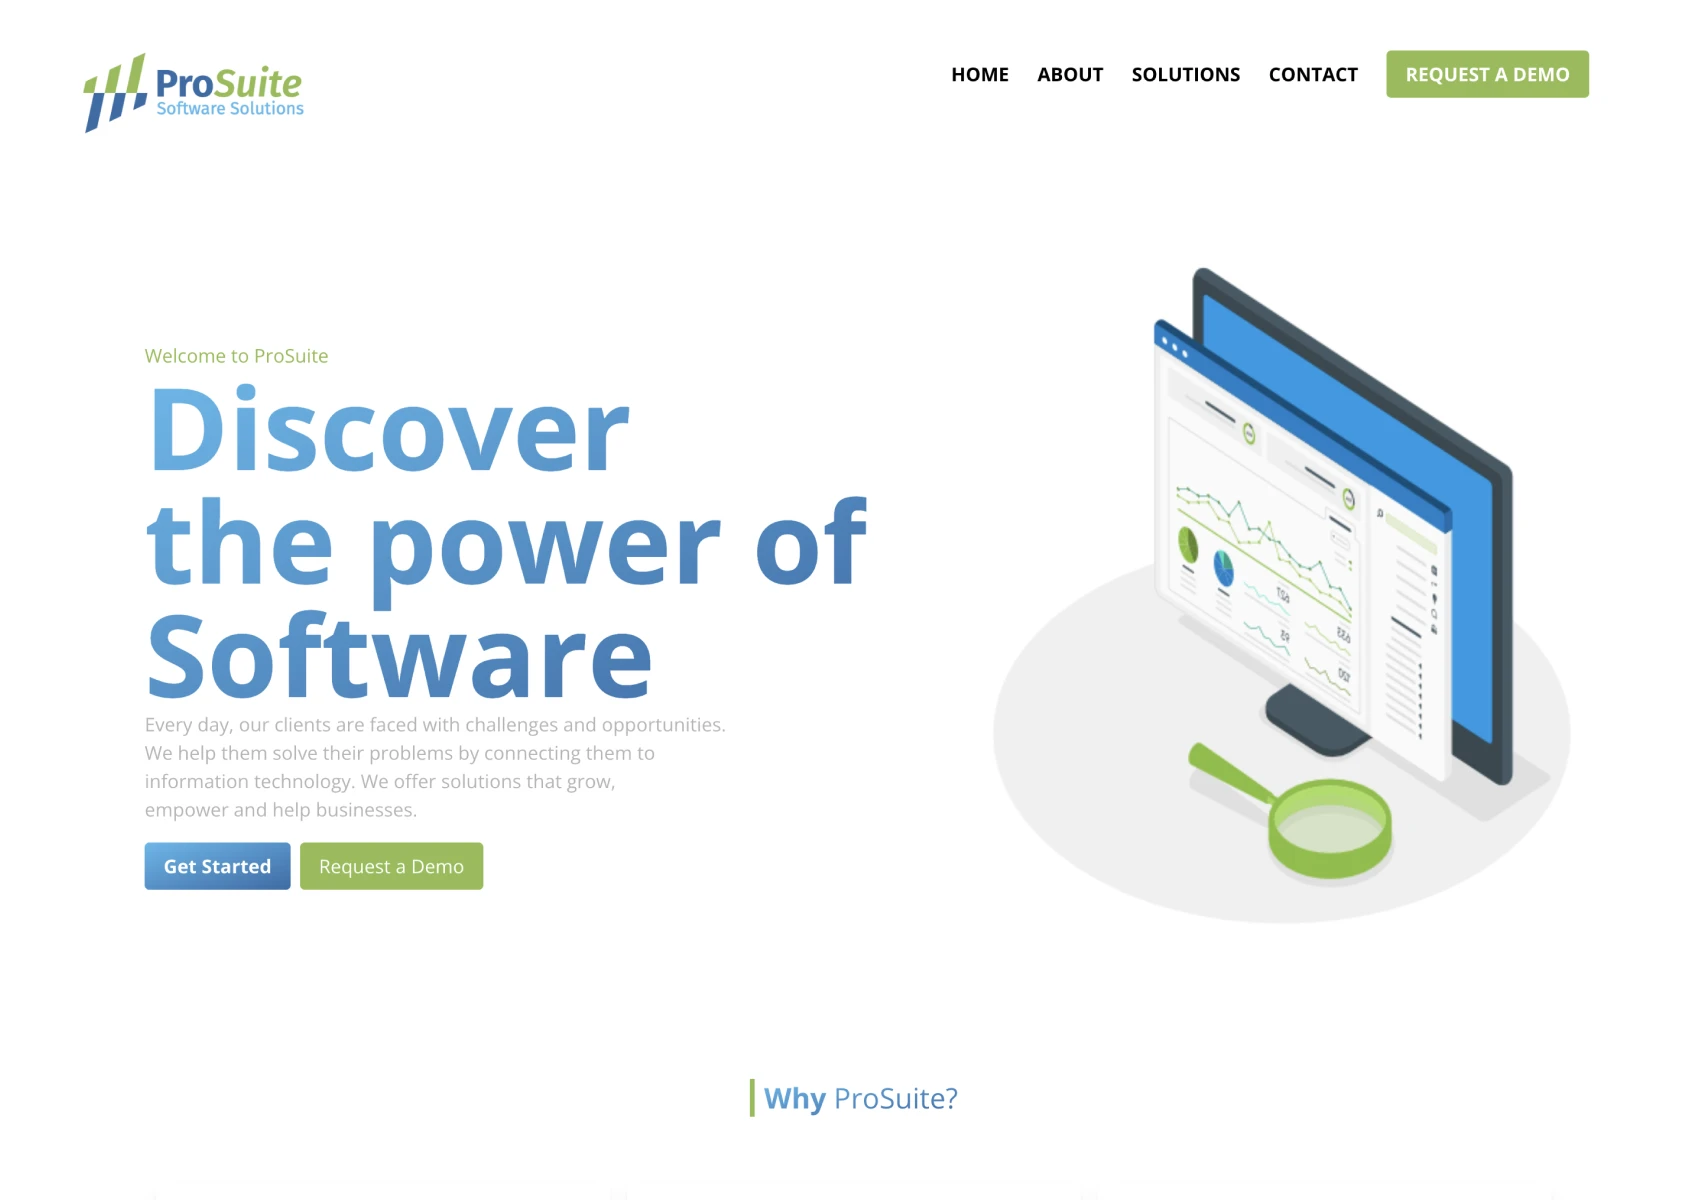 ProSuite
Software Solutions
HOME ABOUT SOLUTIONS CONTACT REQUEST A DEMO
Welcome to ProSuite
Discover
the power of
Software
Every day, our clients are faced with challenges and opportunities.
We help them solve their problems by connecting them to
information technology. We offer solutions that grow,
empower and help businesses.
Get Started Request a Demo
Why ProSuite?